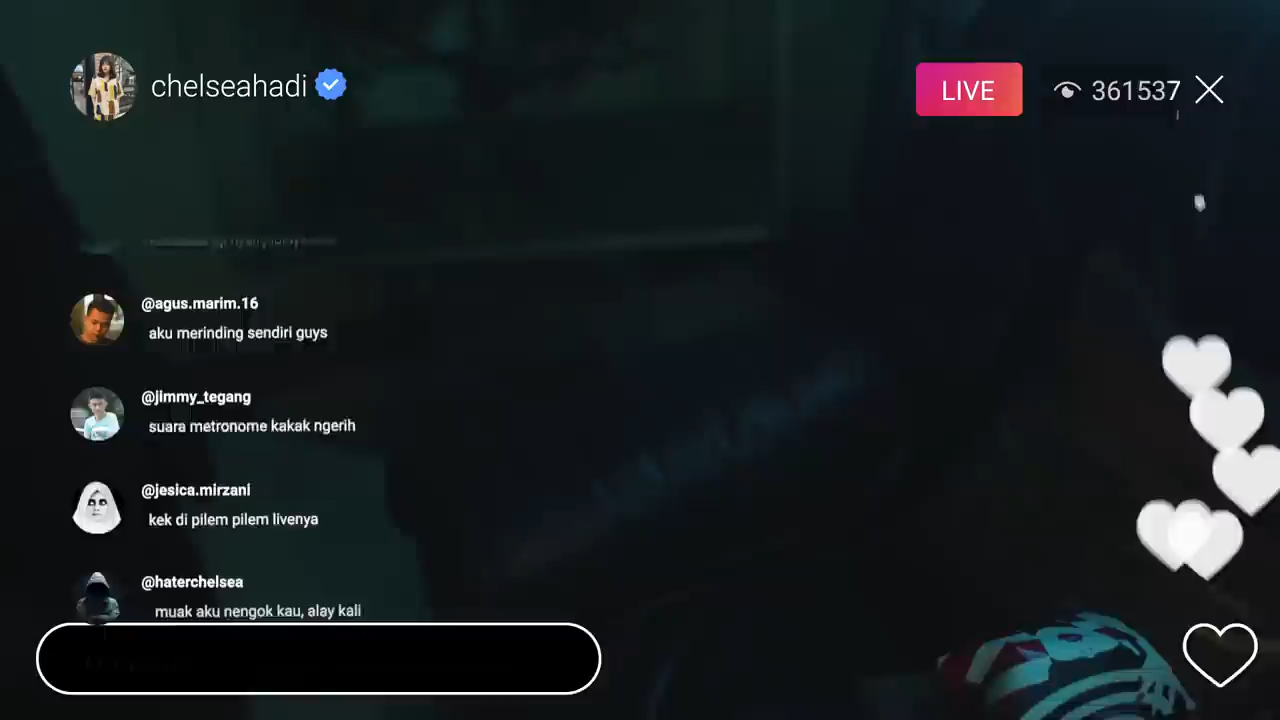 chelseahadi
LIVE
361537
@agus.marim.16
aku merinding sendiri guys
@jimmy_tegang
suara metronome kakak ngerih
@jesica.mirzani
kek di pilem pilem livenya
@haterchelsea
muak aku nengok kau, alay kali